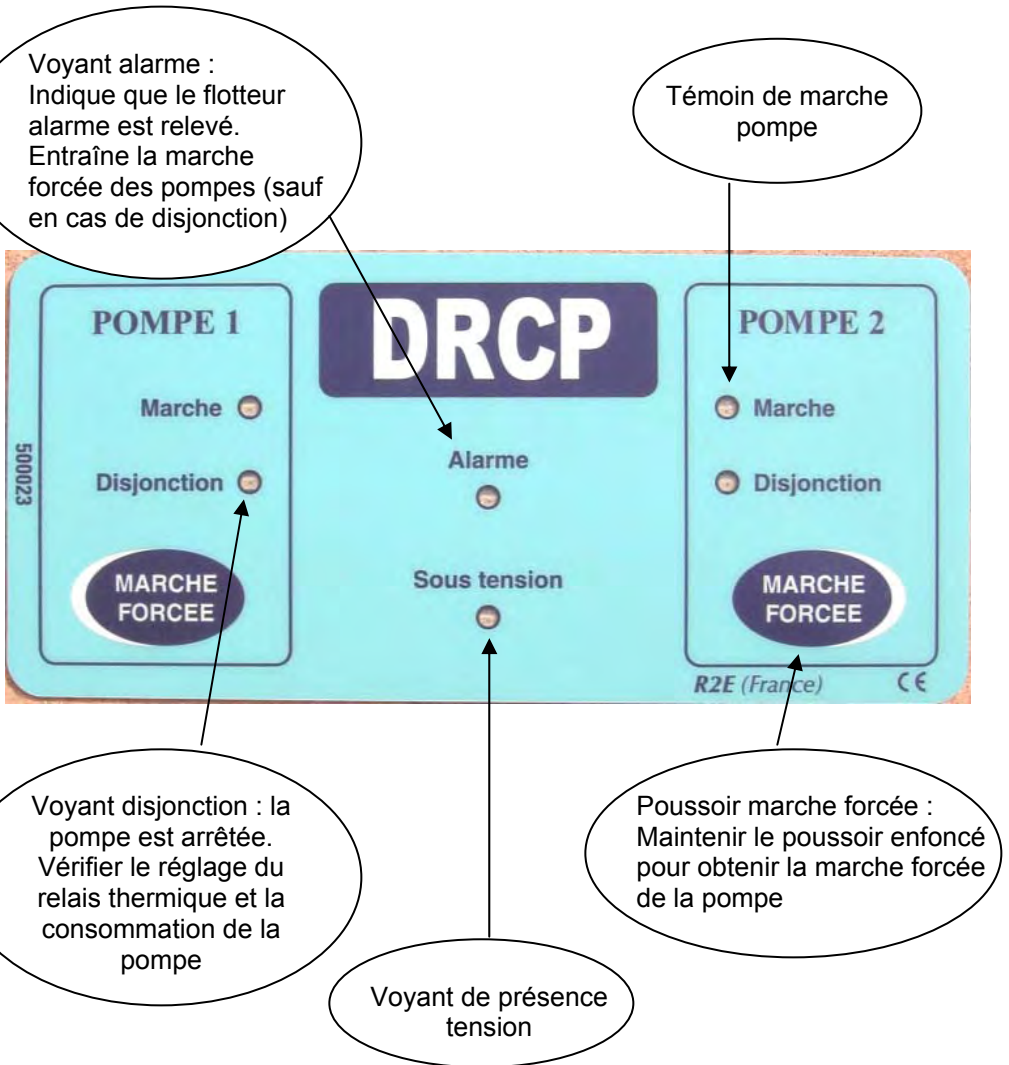 Voyant alarme :
Indique que le flotteur
alarme est relevé.
Entraîne la marche
forcée des pompes (sauf
en cas de disjonction)
Témoin de marche
pompe
POMPE 1
Marche
Disjonction
MARCHE
FORCEE
500023
DRCP
Alarme
Sous tension
POMPE 2
Marche
Disjonction
MARCHE
FORCEE
R2E (France) CE
Voyant disjonction : la
pompe est arrêtée.
Vérifier le réglage du
relais thermique et la
consommation de la
pompe
Poussoir marche forcée :
Maintenir le poussoir enfoncé
pour obtenir la marche forcée
de la pompe
Voyant de présence
tension